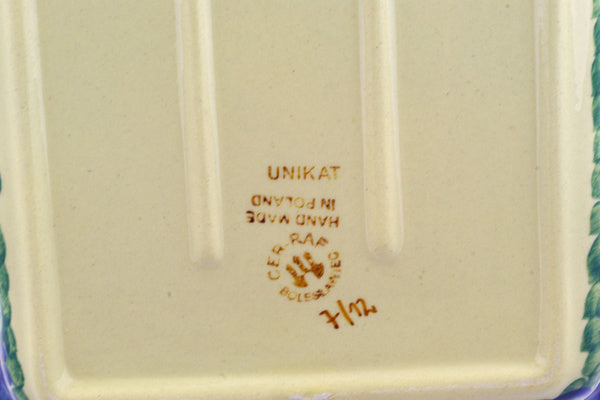 UNIKAT
HAND MADE
IN POLAND
CER-RAF
BOLESŁAWIEC
7/12